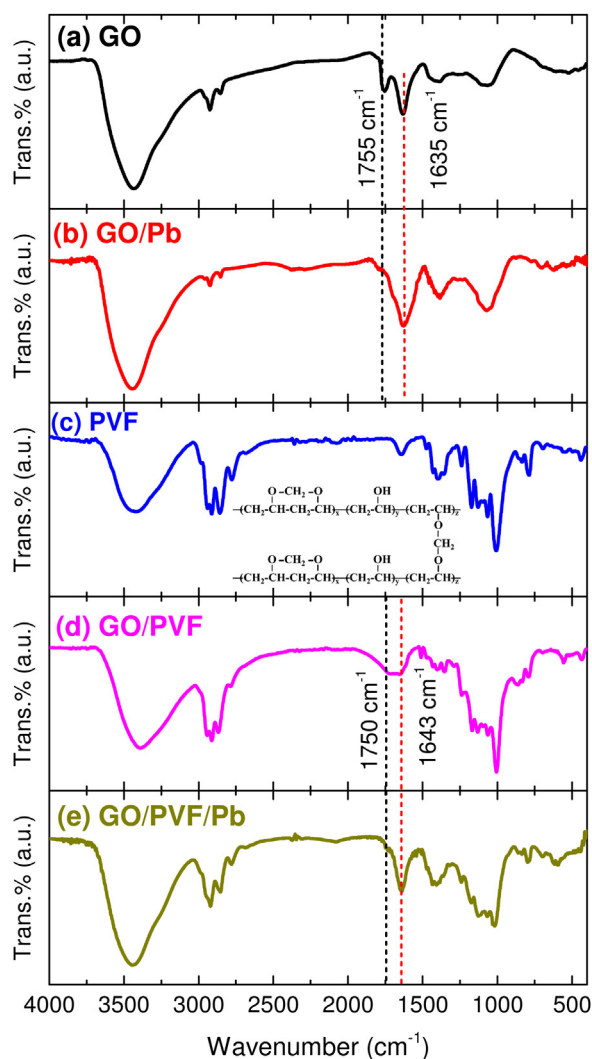 (a) GO
1755 cm⁻¹
1635 cm⁻¹
Trans.% (a.u.)
(b) GO/Pb
Trans.% (a.u.)
(c) PVF
Trans.% (a.u.)
O–CH₂–O OH
–(CH₂-CH-CH₂-CH)ₓ(CH₂-CH)ᵧ(CH₂-CH)𝓏
O
CH₂
O–CH₂–O OH O
–(CH₂-CH-CH₂-CH)ₓ(CH₂-CH)ᵧ(CH₂-CH)𝓏
(d) GO/PVF
1750 cm⁻¹
1643 cm⁻¹
Trans.% (a.u.)
(e) GO/PVF/Pb
Trans.% (a.u.)
4000 3500 3000 2500 2000 1500 1000 500
Wavenumber (cm⁻¹)